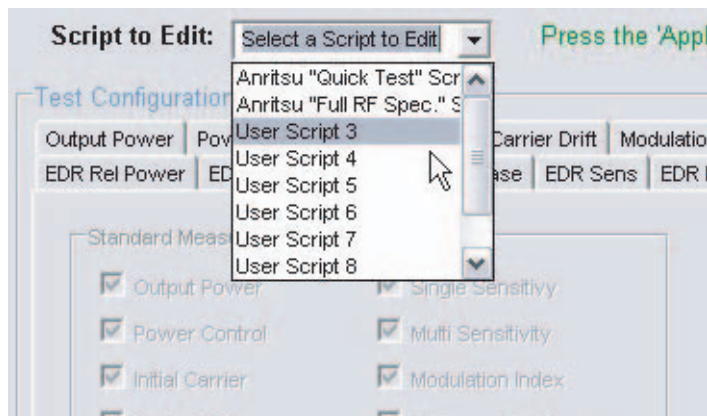 Script to Edit: Select a Script to Edit Press the 'Appl
Anritsu "Quick Test" Scr
Test Configuration
Anritsu "Full RF Spec." S
Output Power Pov User Script 3 Carrier Drift Modulatio
User Script 4
EDR Rel Power ED User Script 5 ase EDR Sens EDR
User Script 6
Standard Meas User Script 7
User Script 8
Output Power Single Sensitivy
Power Control Multi Sensitivity
Initial Carrier Modulation Index